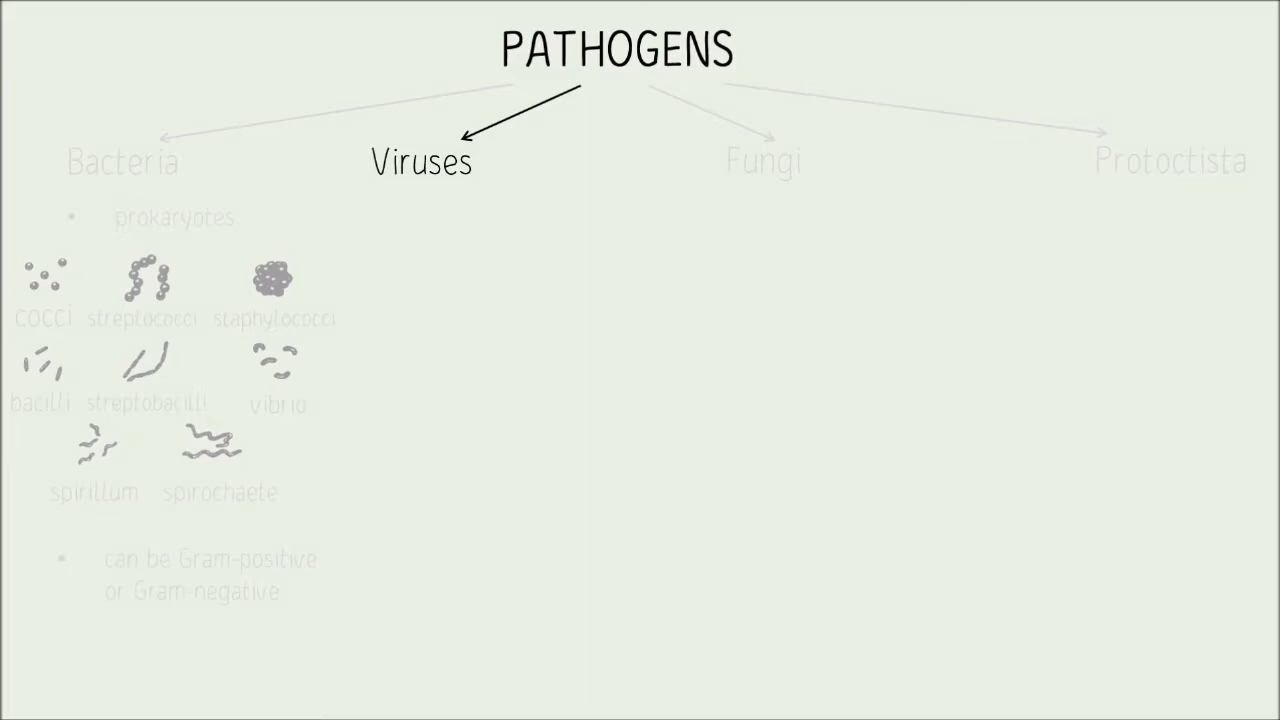 PATHOGENS
Bacteria Viruses Fungi Protoctista
• prokaryotes
cocci streptococci staphylococci
bacilli streptobacilli vibrio
spirillum spirochaete
• can be Gram-positive
or Gram-negative